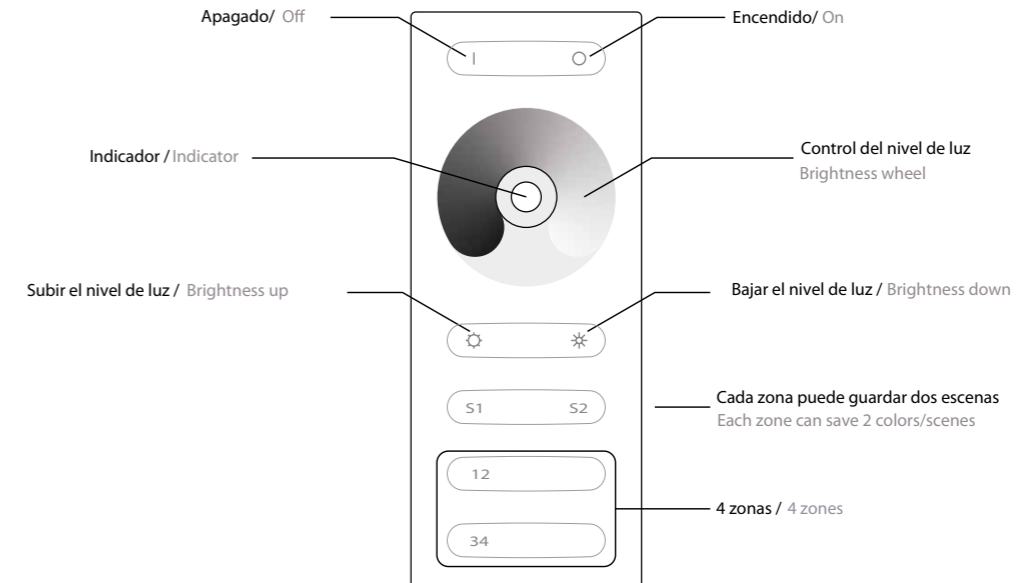 Apagado/ Off
Encendido/ On
I
O
Indicador / Indicator
Control del nivel de luz
Brightness wheel
Subir el nivel de luz / Brightness up
Bajar el nivel de luz / Brightness down
S1
S2
Cada zona puede guardar dos escenas
Each zone can save 2 colors/scenes
12
4 zonas / 4 zones
34